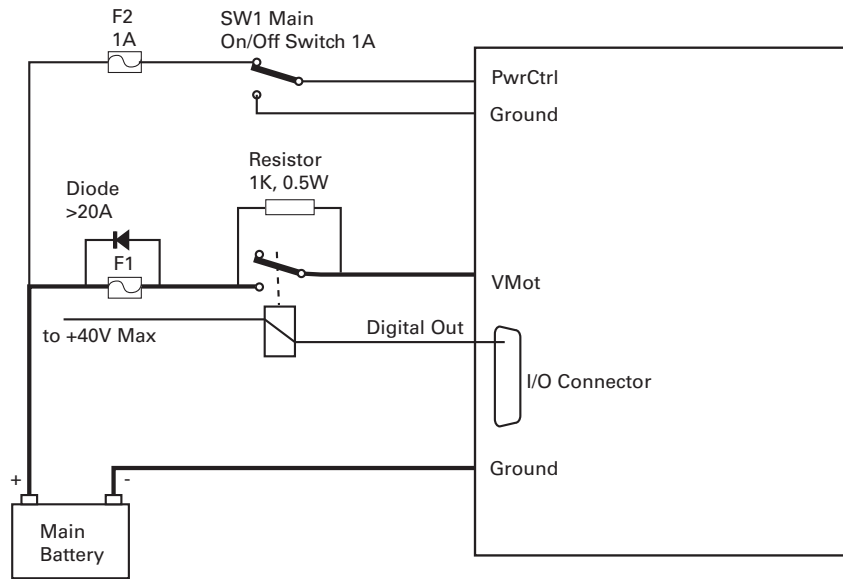 F2
1A
SW1 Main
On/Off Switch 1A
PwrCtrl
Ground
Resistor
1K, 0.5W
Diode
>20A
F1
VMot
to +40V Max
Digital Out
I/O Connector
Ground
+
-
Main
Battery